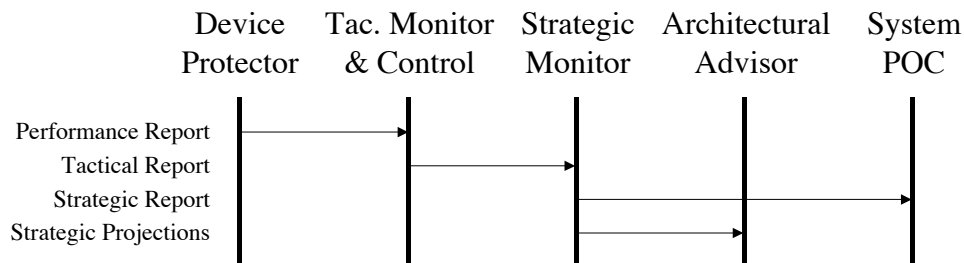 Device
Protector
Tac. Monitor
& Control
Strategic
Monitor
Architectural
Advisor
System
POC
Performance Report
Tactical Report
Strategic Report
Strategic Projections